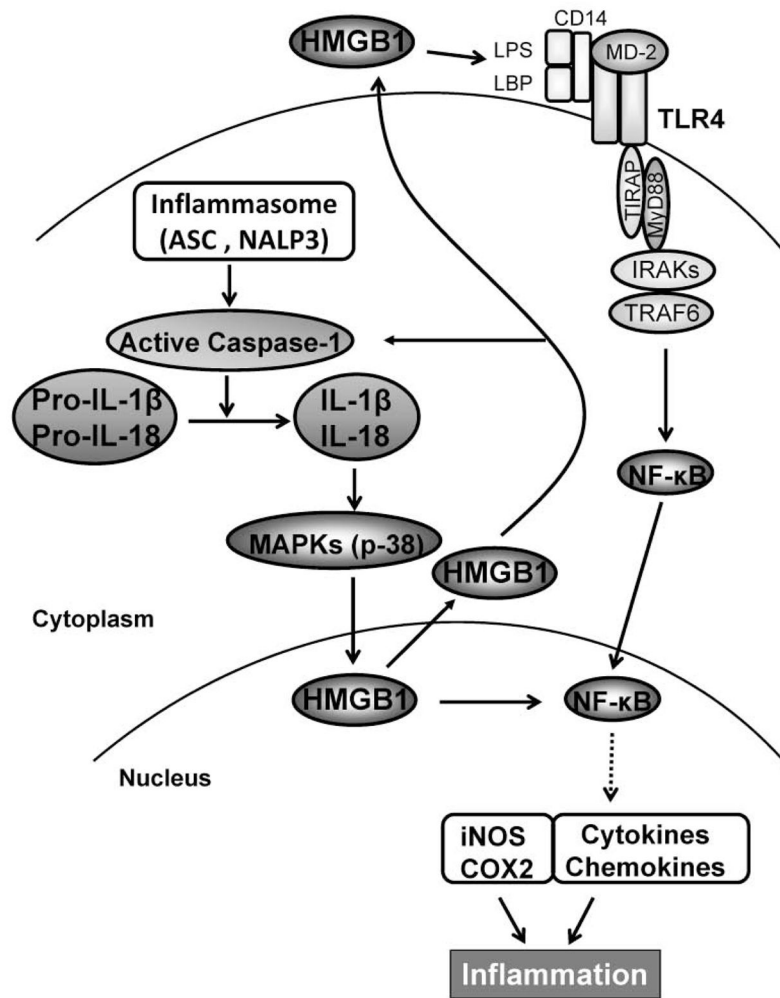 HMGB1
CD14
LPS
MD-2
LBP
TLR4
TIRAP
MyD88
Inflammasome
(ASC , NALP3)
IRAKs
TRAF6
Active Caspase-1
Pro-IL-1β
Pro-IL-18
IL-1β
IL-18
NF-κB
MAPKs (p-38)
HMGB1
Cytoplasm
HMGB1
NF-κB
Nucleus
iNOS
COX2
Cytokines
Chemokines
Inflammation